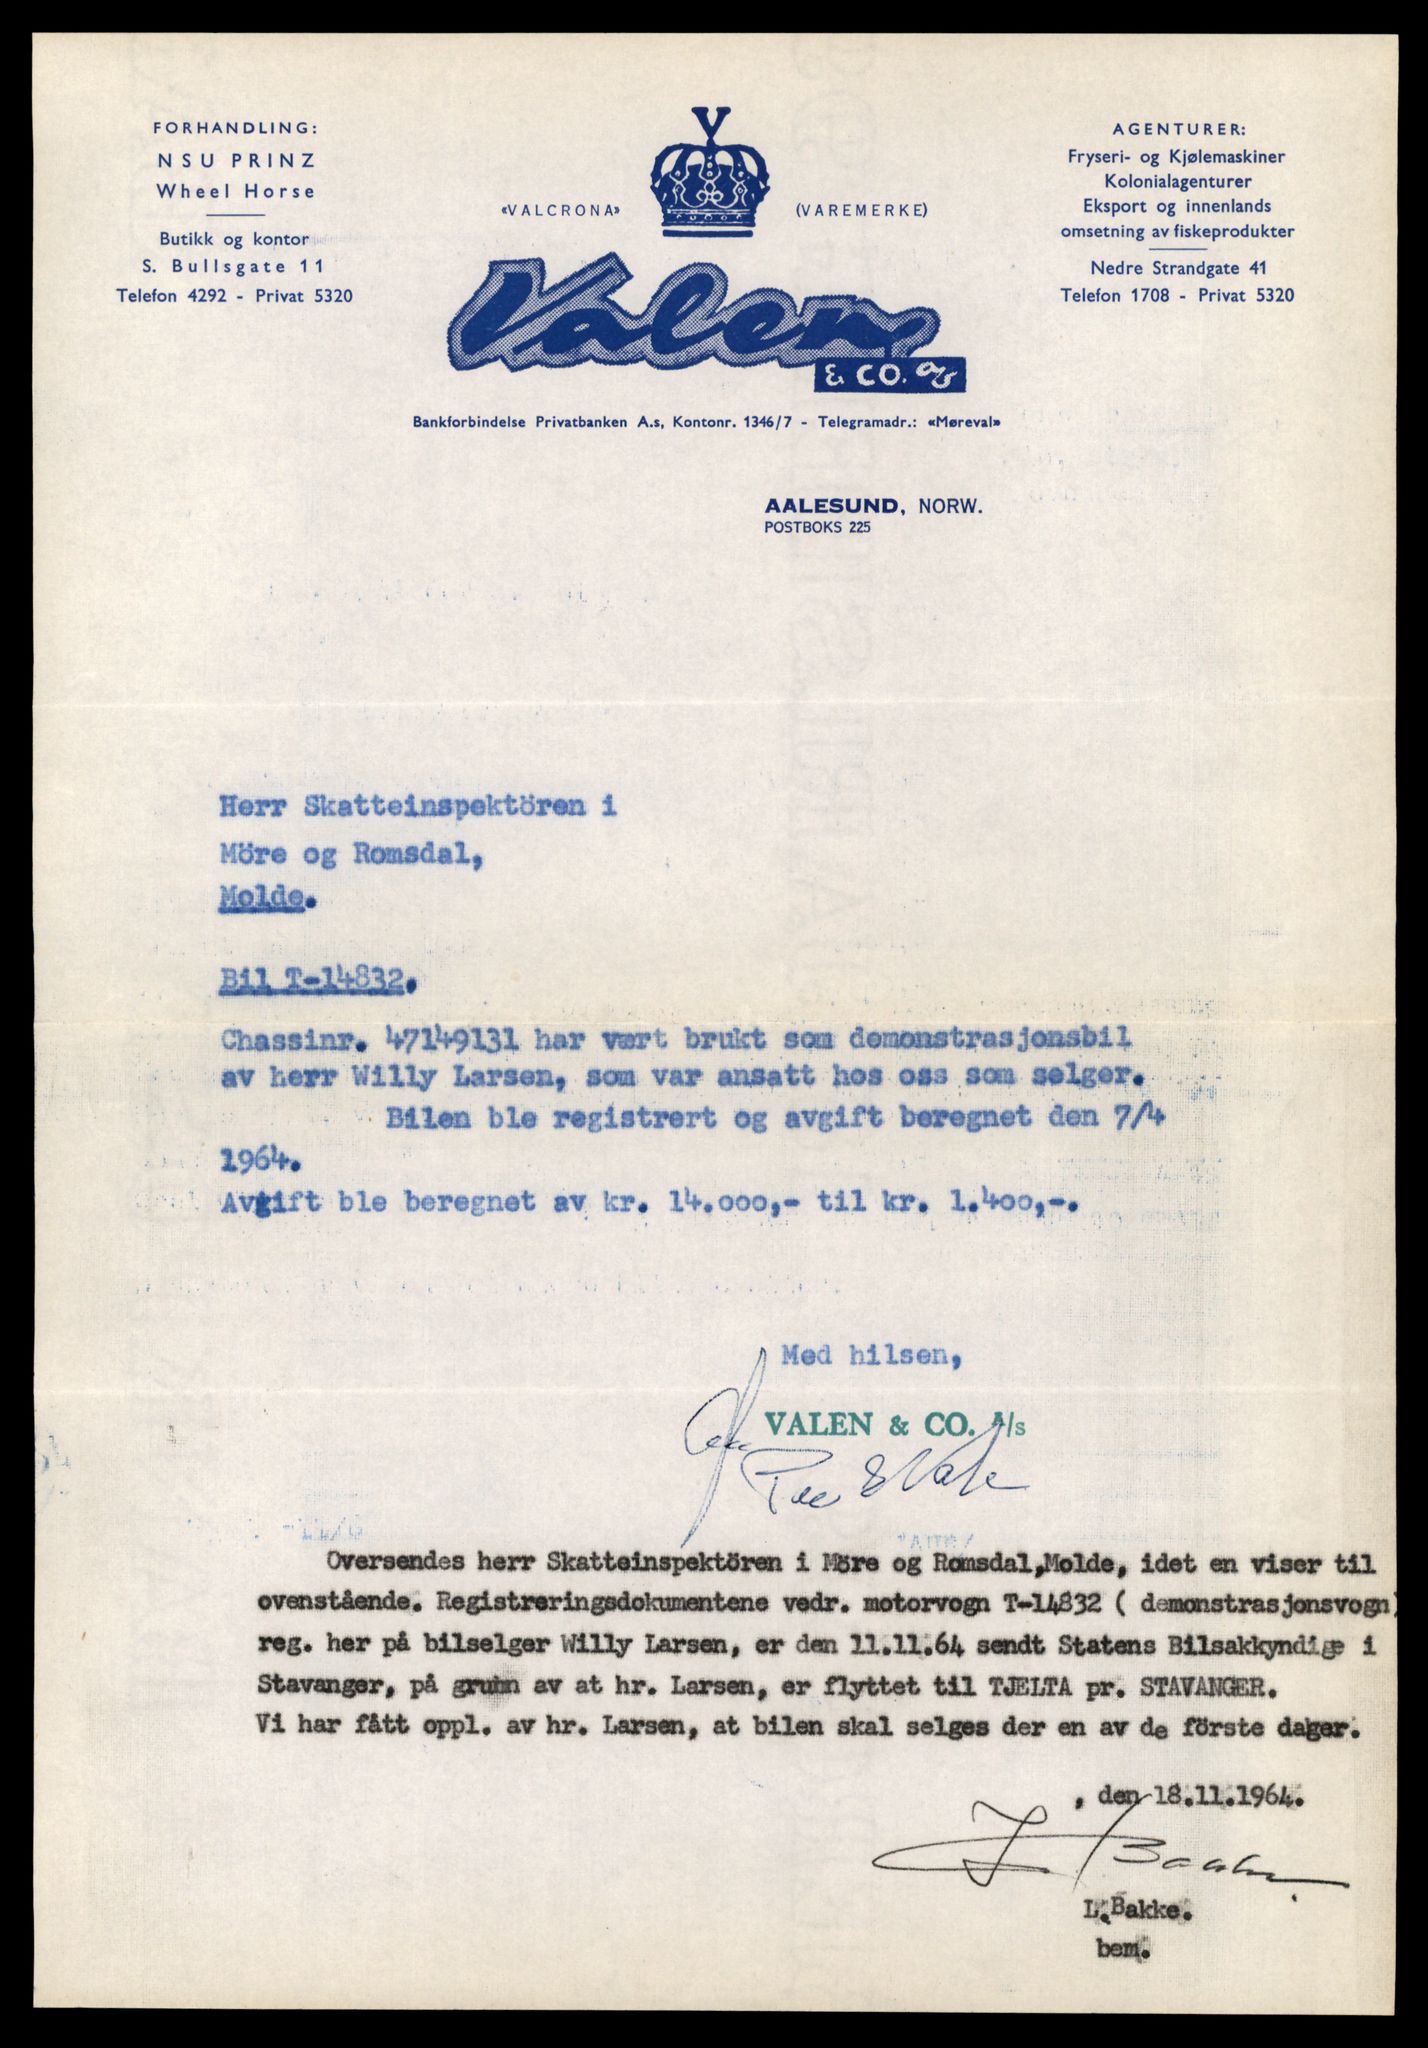 FORHANDLING:
NSU PRINZ
Wheel Horse
Butikk og kontor
S. Bullsgate 11
Telefon 4292 - Privat 5320
V
«VALCRONA» (VAREMERKE)
Valen
& CO. a/s
AGENTURER:
Fryseri- og Kjølemaskiner
Kolonialagenturer
Eksport og innenlands
omsetning av fiskeprodukter
Nedre Strandgate 41
Telefon 1708 - Privat 5320
Bankforbindelse Privatbanken A.s, Kontonr. 1346/7 - Telegramadr.: «Møreval»
AALESUND, NORW.
POSTBOKS 225
Herr Skatteinspektören i
Möre og Romsdal,
Molde.
Bil T-14832.
Chassinr. 47149131 har vært brukt som demonstrasjonsbil
av herr Willy Larsen, som var ansatt hos oss som selger.
Bilen ble registrert og avgift beregnet den 7/4
1964.
Avgift ble beregnet av kr. 14.000,- til kr. 1.400,-.
Med hilsen,
VALEN & CO. A/s
Oversendes herr Skatteinspektören i Möre og Romsdal,Molde, idet en viser til
ovenstående. Registreringsdokumentene vedr. motorvogn T-14832 ( demonstrasjonsvogn)
reg. her på bilselger Willy Larsen, er den 11.11.64 sendt Statens Bilsakkyndige i
Stavanger, på grunn av at hr. Larsen, er flyttet til TJELTA pr. STAVANGER.
Vi har fått oppl. av hr. Larsen, at bilen skal selges der en av de förste dager.
, den 18.11.1964.
L Bakke.
L.Bakke.
bem.